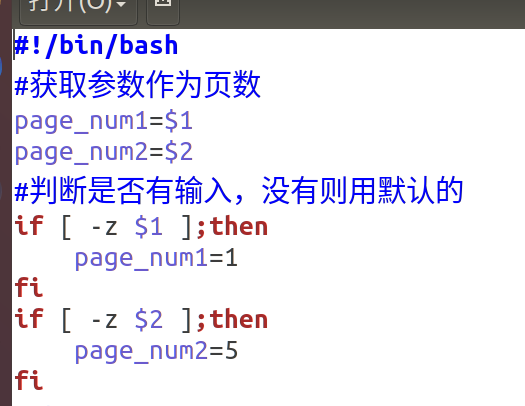 打开(O)
#!/bin/bash
#获取参数作为页数
page_num1=$1
page_num2=$2
#判断是否有输入，没有则用默认的
if [ -z $1 ];then
    page_num1=1
fi
if [ -z $2 ];then
    page_num2=5
fi